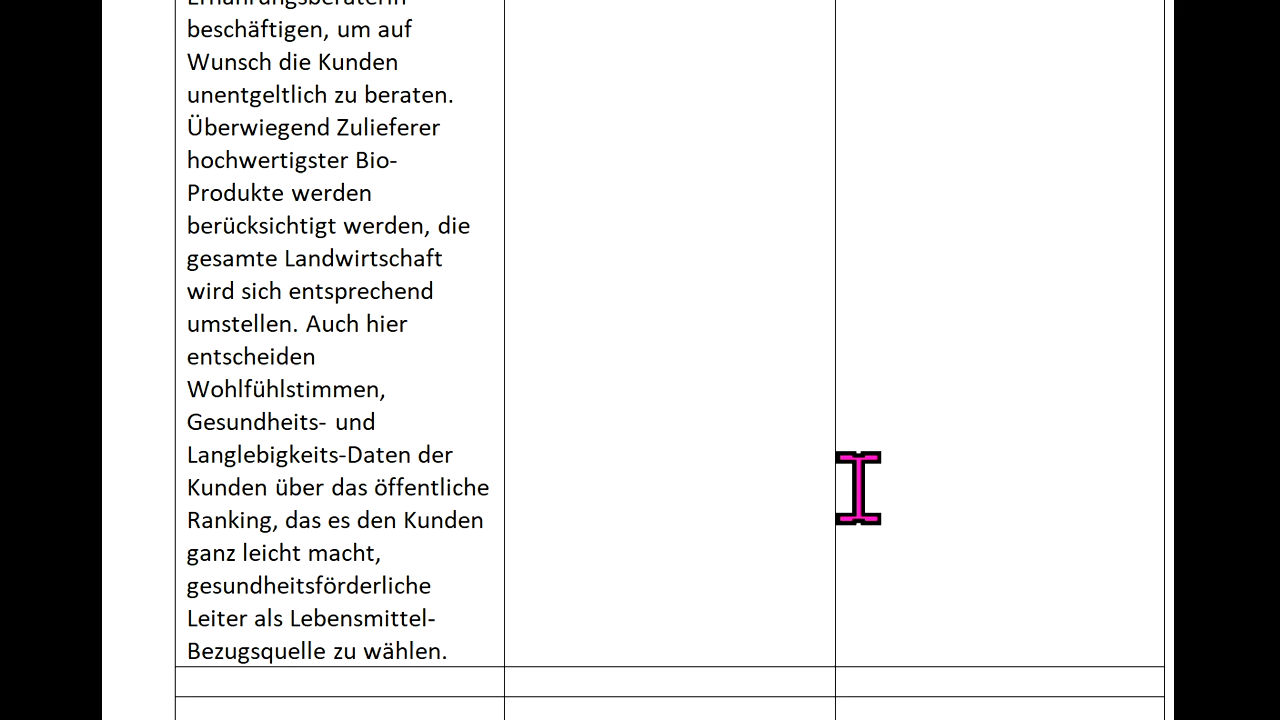 Ernährungsberaterin
beschäftigen, um auf
Wunsch die Kunden
unentgeltlich zu beraten.
Überwiegend Zulieferer
hochwertigster Bio-
Produkte werden
berücksichtigt werden, die
gesamte Landwirtschaft
wird sich entsprechend
umstellen. Auch hier
entscheiden
Wohlfühlstimmen,
Gesundheits- und
Langlebigkeits-Daten der
Kunden über das öffentliche
Ranking, das es den Kunden
ganz leicht macht,
gesundheitsförderliche
Leiter als Lebensmittel-
Bezugsquelle zu wählen.